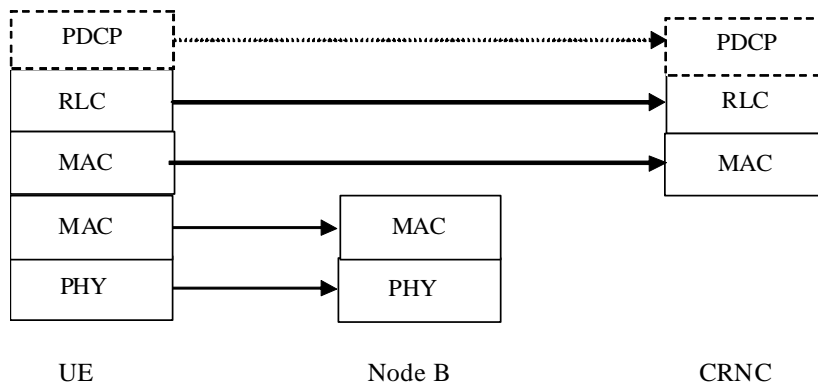 PDCP PDCP
RLC RLC
MAC MAC
MAC MAC
PHY PHY
UE Node B CRNC